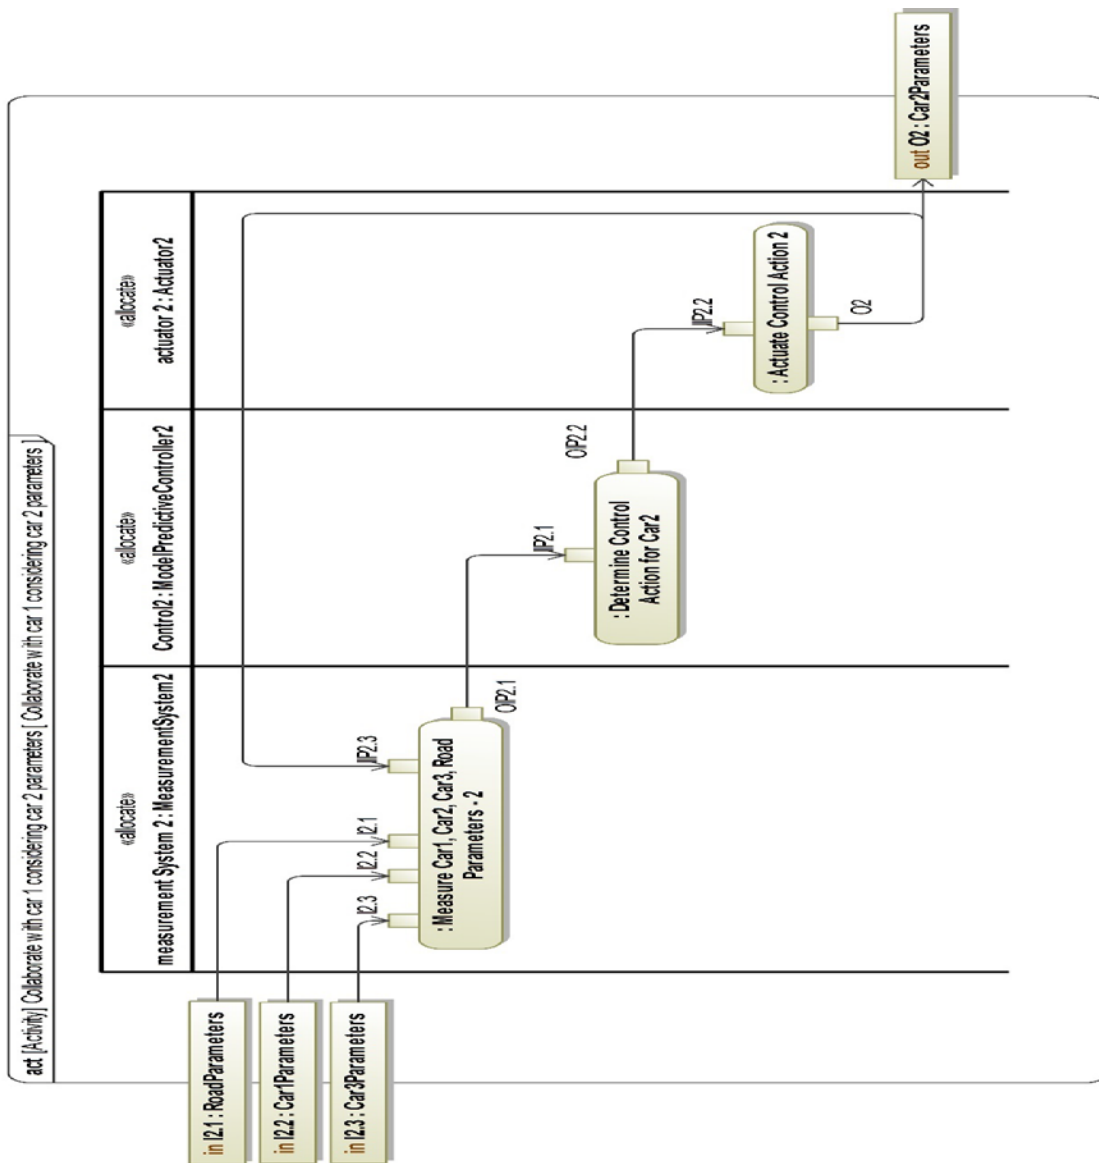 act [Activity] Collaborate with car 1 considering car 2 parameters [ Collaborate with car 1 considering car 2 parameters ]
«allocate»
measurement System 2 : MeasurementSystem2
«allocate»
Control2 : ModelPredictiveController2
«allocate»
actuator 2 : Actuator2
in I2.1 : RoadParameters
in I2.2 : Car1Parameters
in I2.3 : Car3Parameters
I2.3
I2.2
I2.1
IIP2.3
: Measure Car1, Car2, Car3, Road
Parameters - 2
OIP2.1
IIP2.1
: Determine Control
Action for Car2
OIP2.2
IIP2.2
: Actuate Control Action 2
O2
out O2 : Car2Parameters